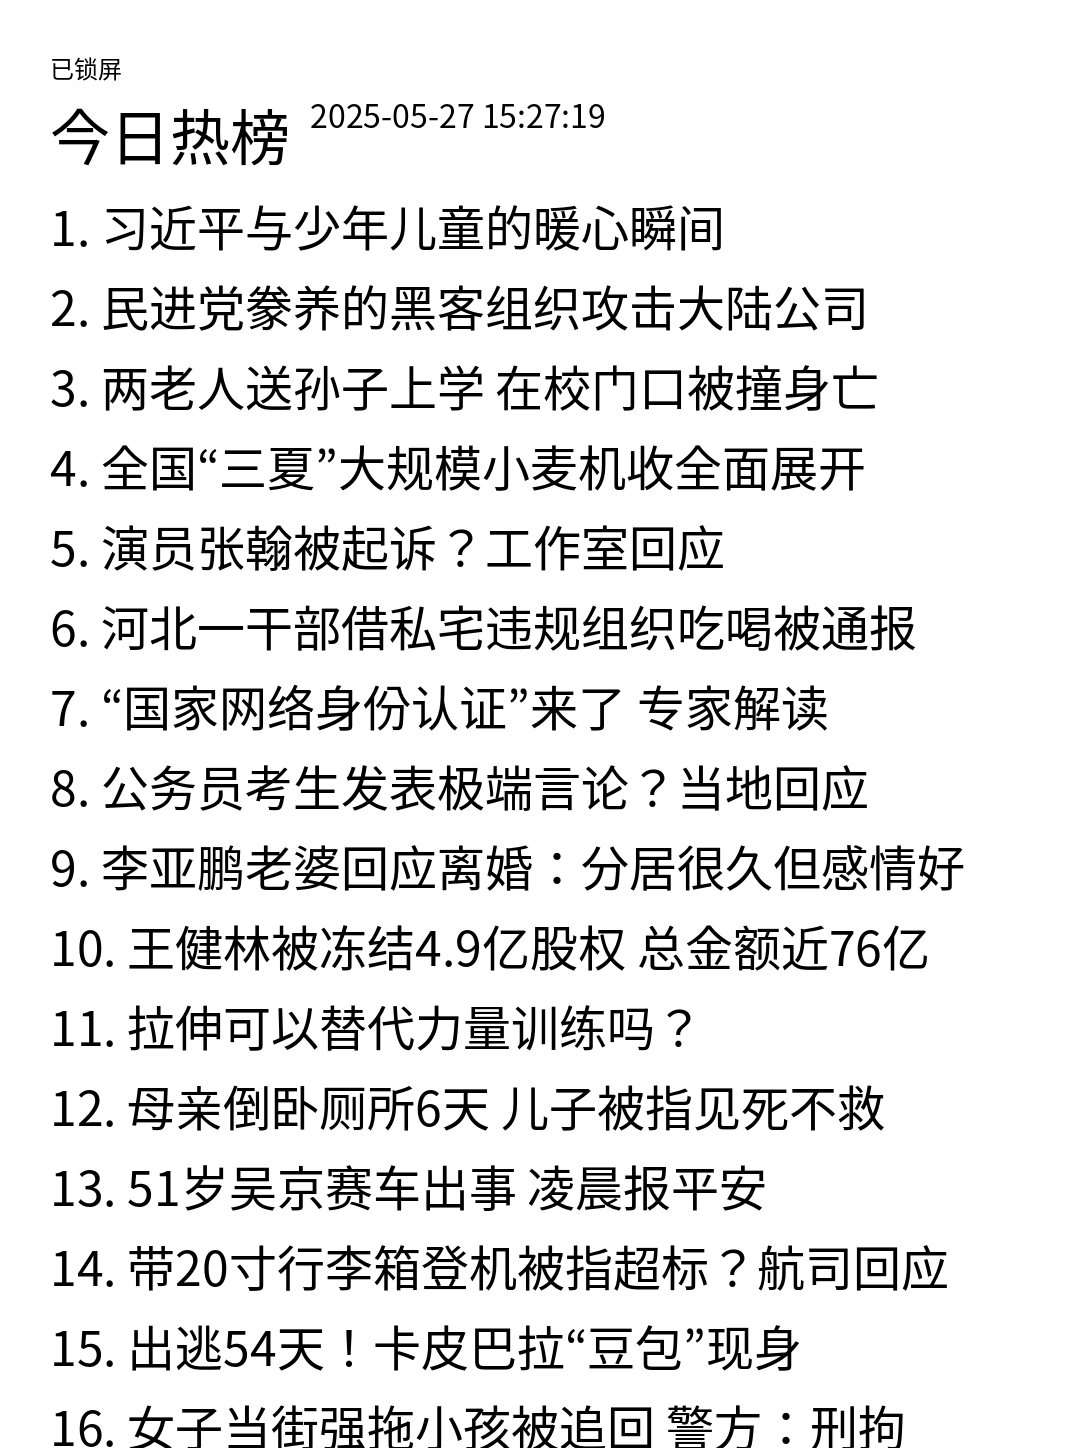 已锁屏
今日热榜 2025-05-27 15:27:19
1. 习近平与少年儿童的暖心瞬间
2. 民进党豢养的黑客组织攻击大陆公司
3. 两老人送孙子上学 在校门口被撞身亡
4. 全国“三夏”大规模小麦机收全面展开
5. 演员张翰被起诉？工作室回应
6. 河北一干部借私宅违规组织吃喝被通报
7. “国家网络身份认证”来了 专家解读
8. 公务员考生发表极端言论？当地回应
9. 李亚鹏老婆回应离婚：分居很久但感情好
10. 王健林被冻结4.9亿股权 总金额近76亿
11. 拉伸可以替代力量训练吗？
12. 母亲倒卧厕所6天 儿子被指见死不救
13. 51岁吴京赛车出事 凌晨报平安
14. 带20寸行李箱登机被指超标？航司回应
15. 出逃54天！卡皮巴拉“豆包”现身
16. 女子当街强拖小孩被追回 警方：刑拘